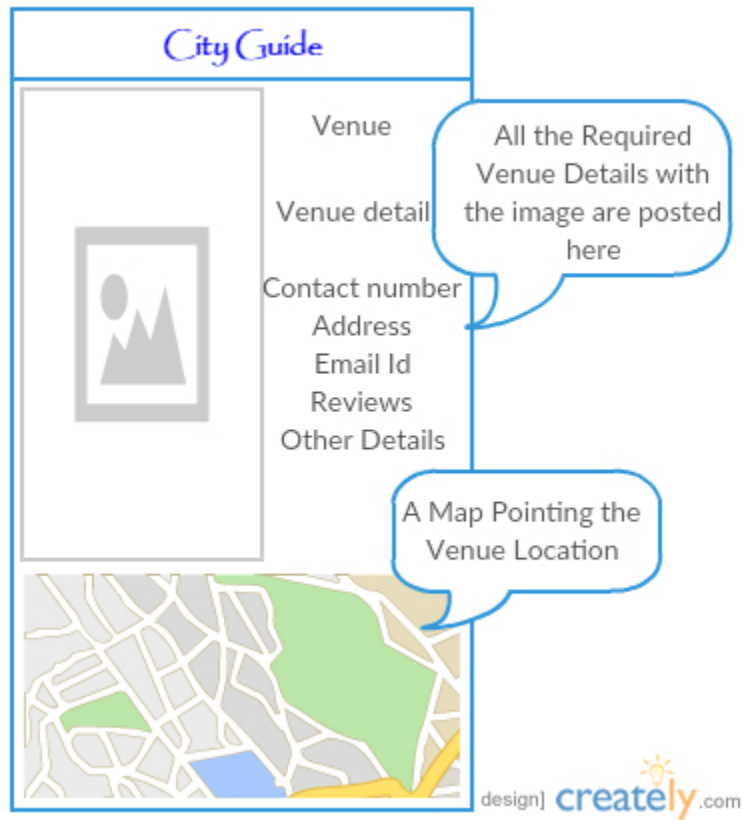 City Guide
Venue
Venue detail
Contact number
Address
Email Id
Reviews
Other Details
All the Required
Venue Details with
the image are posted
here
A Map Pointing the
Venue Location
design] creately.com